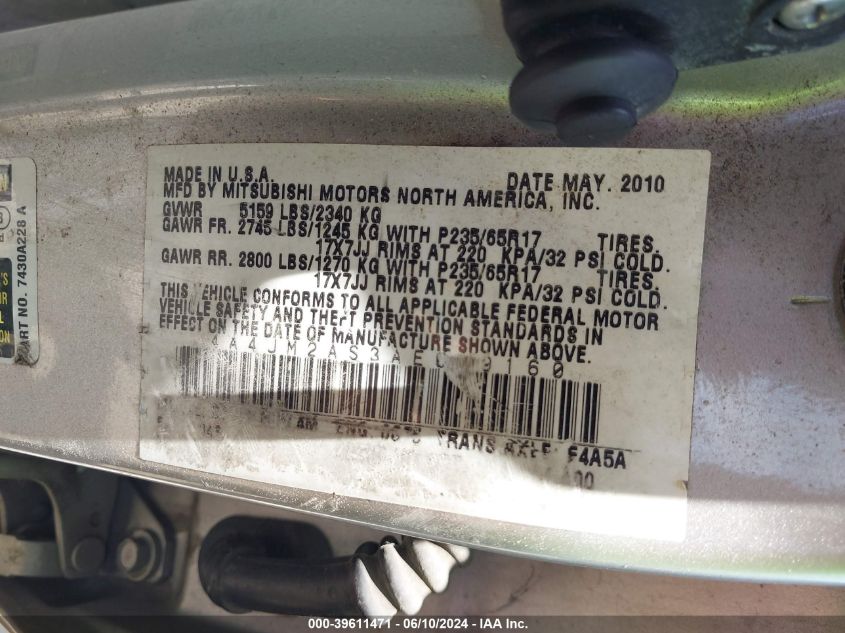 MADE IN U.S.A. DATE MAY. 2010
MFD BY MITSUBISHI MOTORS NORTH AMERICA, INC.
GVWR 5159 LBS/2340 KG
GAWR FR. 2745 LBS/1245 KG WITH P235/65R17 TIRES.
17X7JJ RIMS AT 220 KPA/32 PSI COLD.
GAWR RR. 2800 LBS/1270 KG WITH P235/65R17 TIRES.
17X7JJ RIMS AT 220 KPA/32 PSI COLD.
THIS VEHICLE CONFORMS TO ALL APPLICABLE FEDERAL MOTOR
VEHICLE SAFETY AND THEFT PREVENTION STANDARDS IN
EFFECT ON THE DATE OF MANUFACTURE SHOWN ABOVE.
ENG TRANS F4A5A
PART NO. 7430A228 A
000-39611471 - 06/10/2024 - IAA Inc.